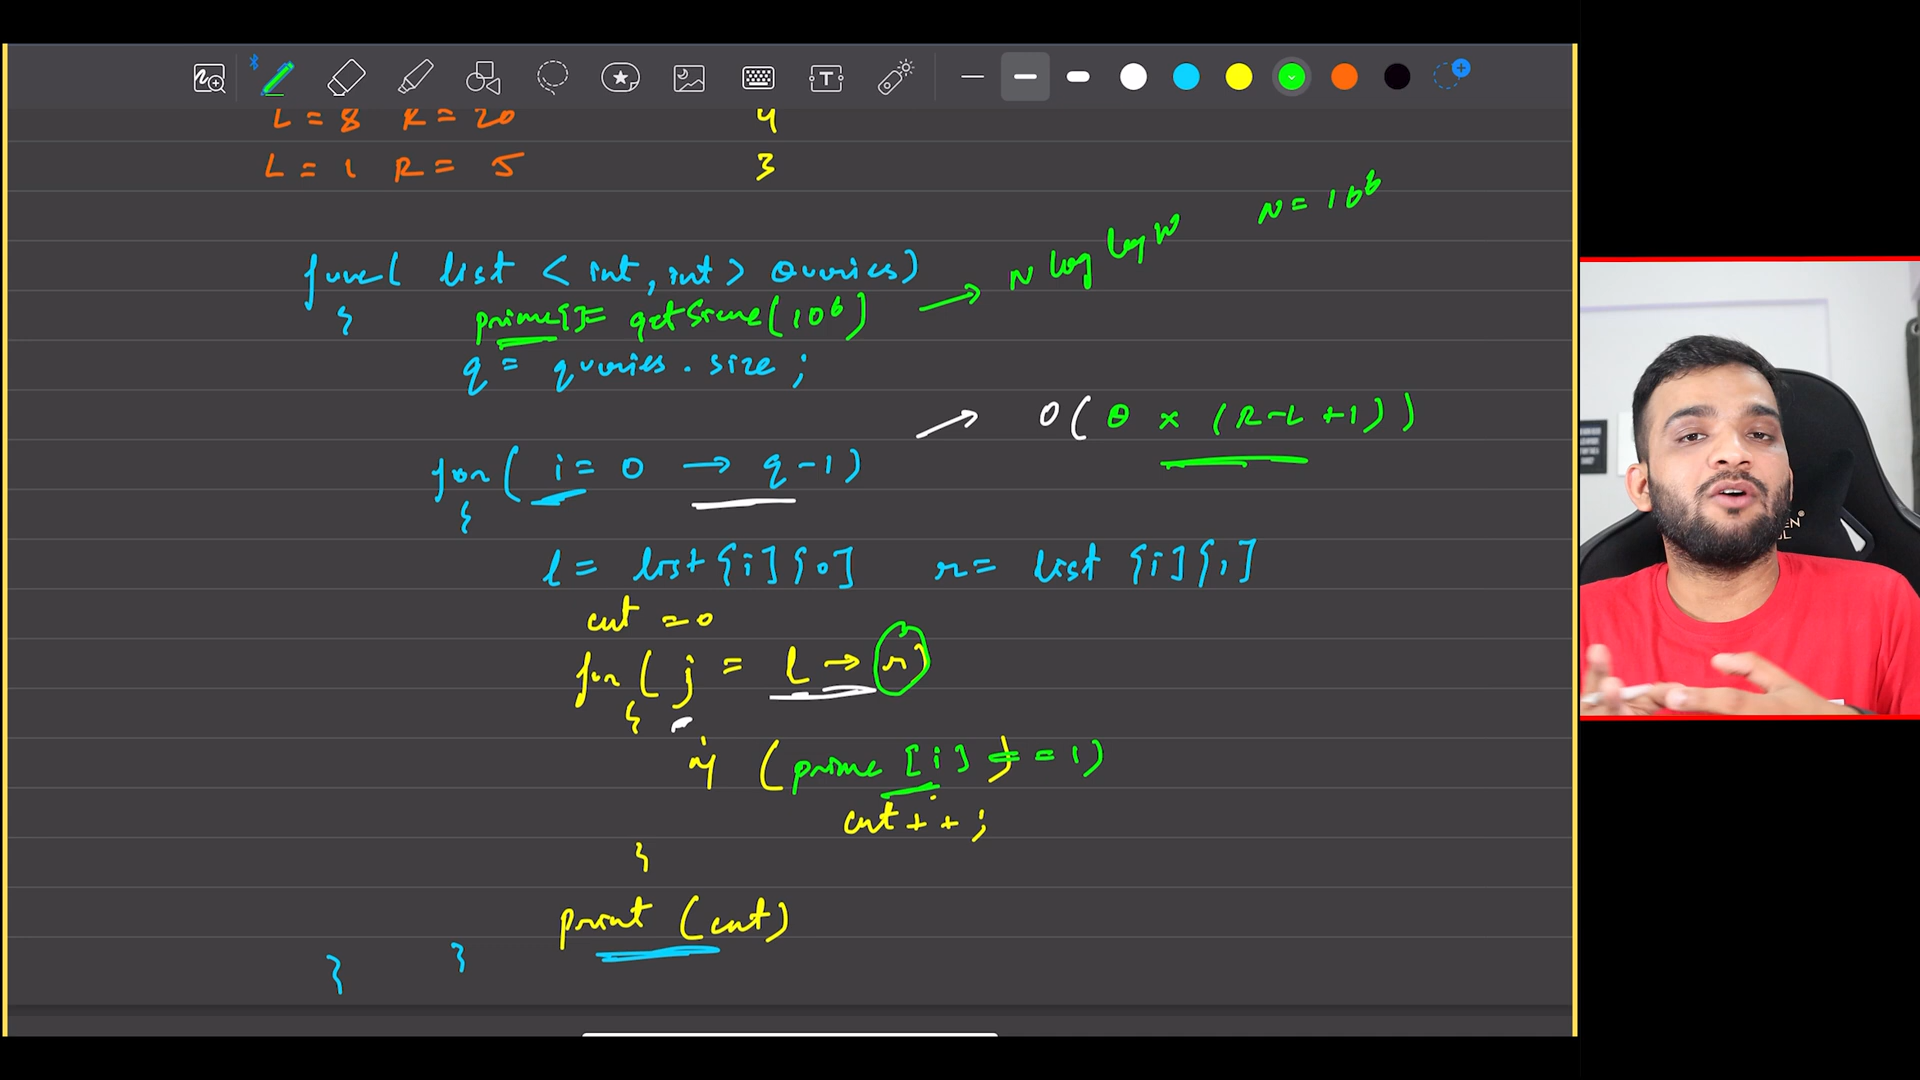 L = 8 R = 20 4
L = 1 R = 5 3
N = 10^6
N log log N
func( list < int, int > Queries)
{ prime[] = getSieve(10^6) →
q = queries . size ;
→ O( Q × (R-L+1))
for( i = 0 → q-1)
{
l = list[i][0] r = list [i][1]
cnt = 0
for ( j = l → r)
{
if (prime [i] == 1)
cnt++;
}
print (cnt)
} }